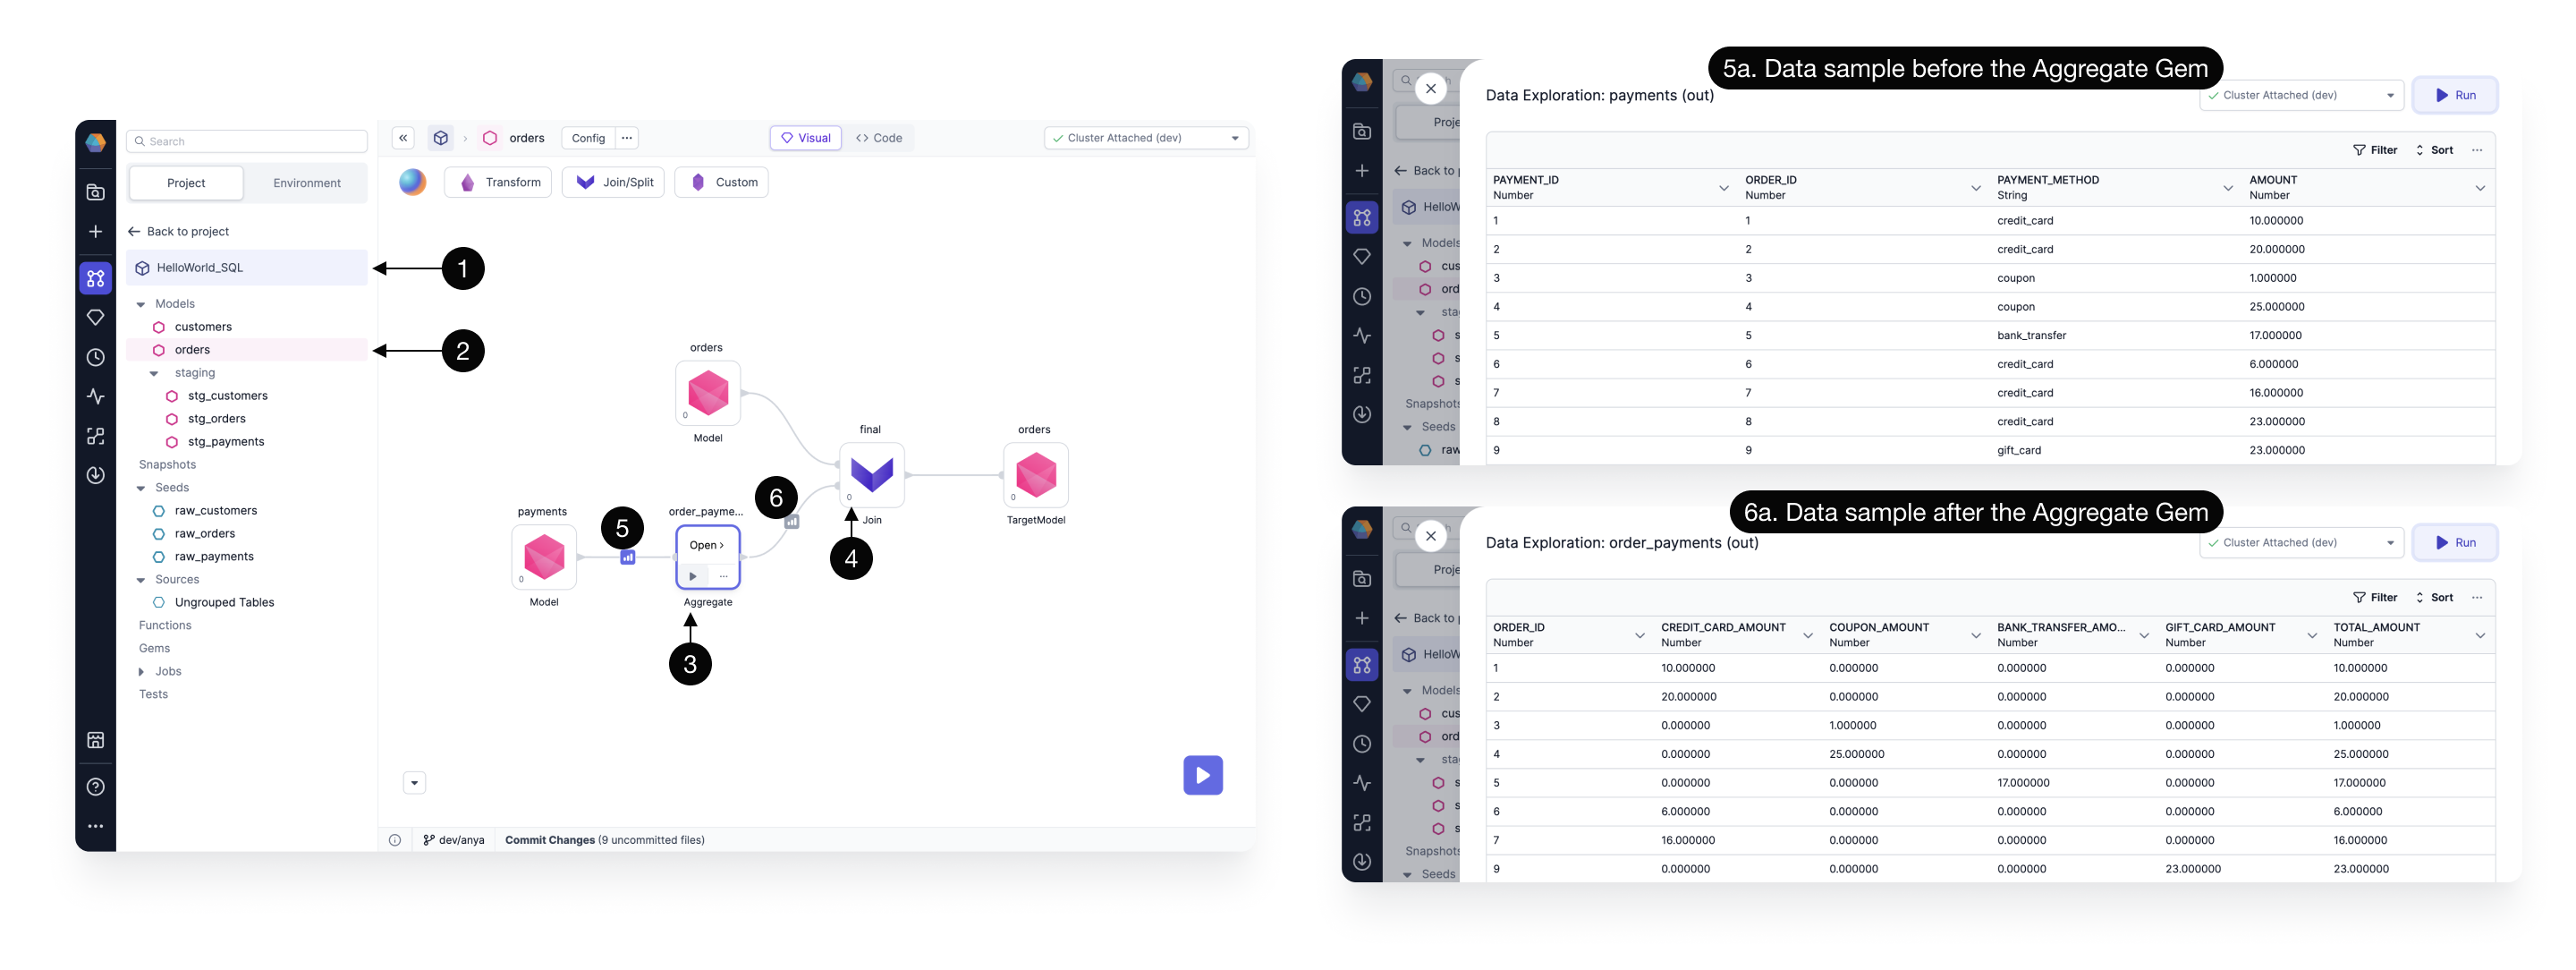 Search
Project Environment
Back to project
HelloWorld_SQL
Models
customers
orders
staging
stg_customers
stg_orders
stg_payments
Snapshots
Seeds
raw_customers
raw_orders
raw_payments
Sources
Ungrouped Tables
Functions
Gems
Jobs
Tests
orders Config ... Visual <> Code Cluster Attached (dev)
Transform Join/Split Custom
1
2
orders
0
Model
final
0
Join
orders
0
TargetModel
payments
0
Model
5
order_payme...
Open >
...
Aggregate
6
4
3
dev/anya Commit Changes (9 uncommitted files)
5a. Data sample before the Aggregate Gem
Data Exploration: payments (out) Cluster Attached (dev) Run
Proje
Back to p
HelloW
Models
cus
ord
sta
s
s
s
Snapshots
Seeds
raw
Filter Sort ...
PAYMENT_ID ORDER_ID PAYMENT_METHOD AMOUNT
Number Number String Number
1 1 credit_card 10.000000
2 2 credit_card 20.000000
3 3 coupon 1.000000
4 4 coupon 25.000000
5 5 bank_transfer 17.000000
6 6 credit_card 6.000000
7 7 credit_card 16.000000
8 8 credit_card 23.000000
9 9 gift_card 23.000000
6a. Data sample after the Aggregate Gem
Data Exploration: order_payments (out) Cluster Attached (dev) Run
Proje
Back to p
HelloW
Models
cus
ord
sta
s
s
s
Snapshots
Seeds
Filter Sort ...
ORDER_ID CREDIT_CARD_AMOUNT COUPON_AMOUNT BANK_TRANSFER_AMO... GIFT_CARD_AMOUNT TOTAL_AMOUNT
Number Number Number Number Number Number
1 10.000000 0.000000 0.000000 0.000000 10.000000
2 20.000000 0.000000 0.000000 0.000000 20.000000
3 0.000000 1.000000 0.000000 0.000000 1.000000
4 0.000000 25.000000 0.000000 0.000000 25.000000
5 0.000000 0.000000 17.000000 0.000000 17.000000
6 6.000000 0.000000 0.000000 0.000000 6.000000
7 16.000000 0.000000 0.000000 0.000000 16.000000
9 0.000000 0.000000 0.000000 23.000000 23.000000